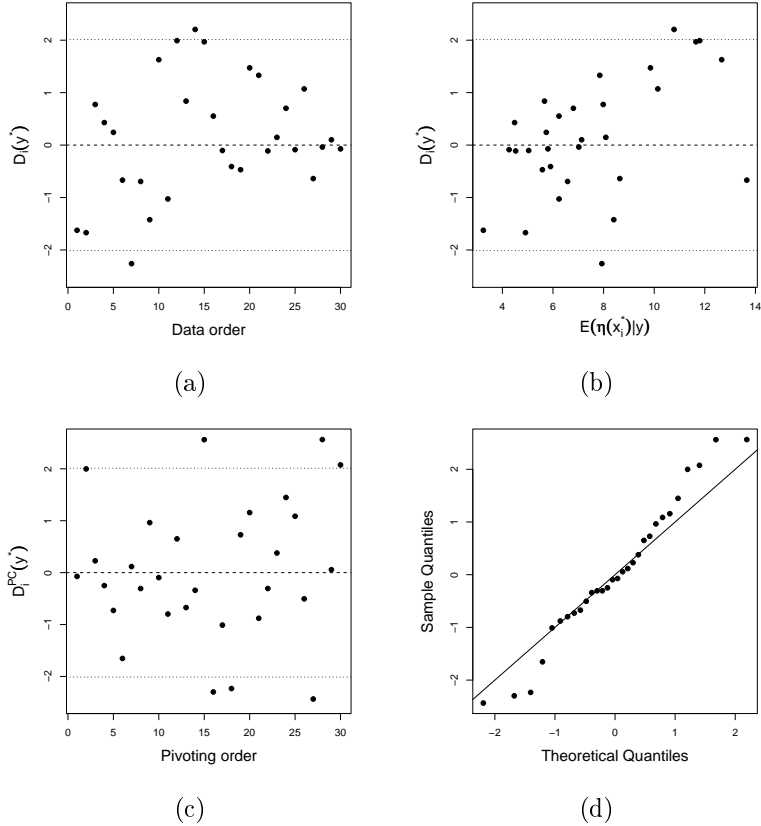 2
1
0
−1
−2
D_i(y*)
0 5 10 15 20 25 30
Data order
(a)
2
1
0
−1
−2
D_i(y*)
4 6 8 10 12 14
E(η(x_i*)|y)
(b)
2
1
0
−1
−2
D_i^PC(y*)
0 5 10 15 20 25 30
Pivoting order
(c)
2
1
0
−1
−2
Sample Quantiles
−2 −1 0 1 2
Theoretical Quantiles
(d)